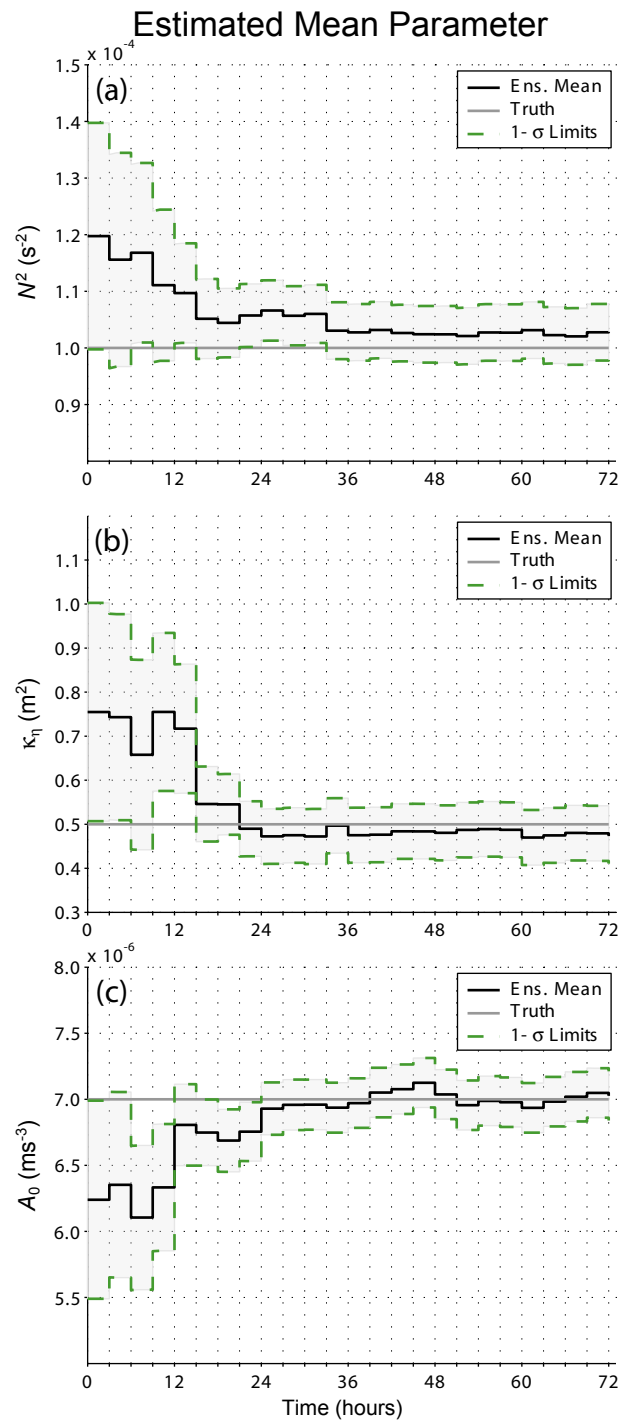 Estimated Mean Parameter
x 10-4
(a)
Ens. Mean
Truth
1- σ Limits
1.5
1.4
1.3
1.2
1.1
1.0
0.9
N2 (s-2)
0 12 24 36 48 60 72
(b)
Ens. Mean
Truth
1- σ Limits
1.1
1.0
0.9
0.8
0.7
0.6
0.5
0.4
0.3
κη (m2)
0 12 24 36 48 60 72
x 10-6
(c)
Ens. Mean
Truth
1- σ Limits
8.0
7.5
7.0
6.5
6.0
5.5
A0 (ms-3)
0 12 24 36 48 60 72
Time (hours)